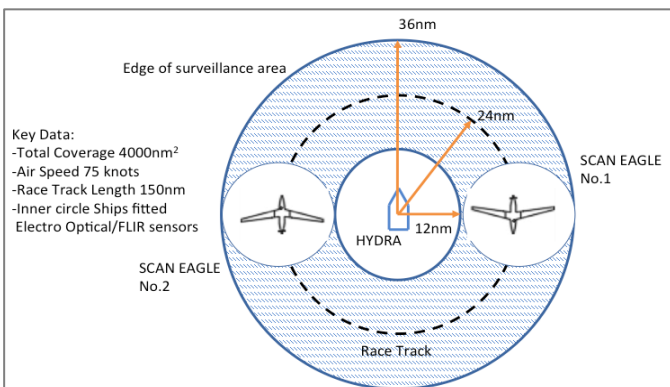 36nm
Edge of surveillance area
24nm
Key Data:
-Total Coverage 4000nm²
-Air Speed 75 knots
-Race Track Length 150nm
-Inner circle Ships fitted
Electro Optical/FLIR sensors
SCAN EAGLE
No.1
12nm
HYDRA
SCAN EAGLE
No.2
Race Track